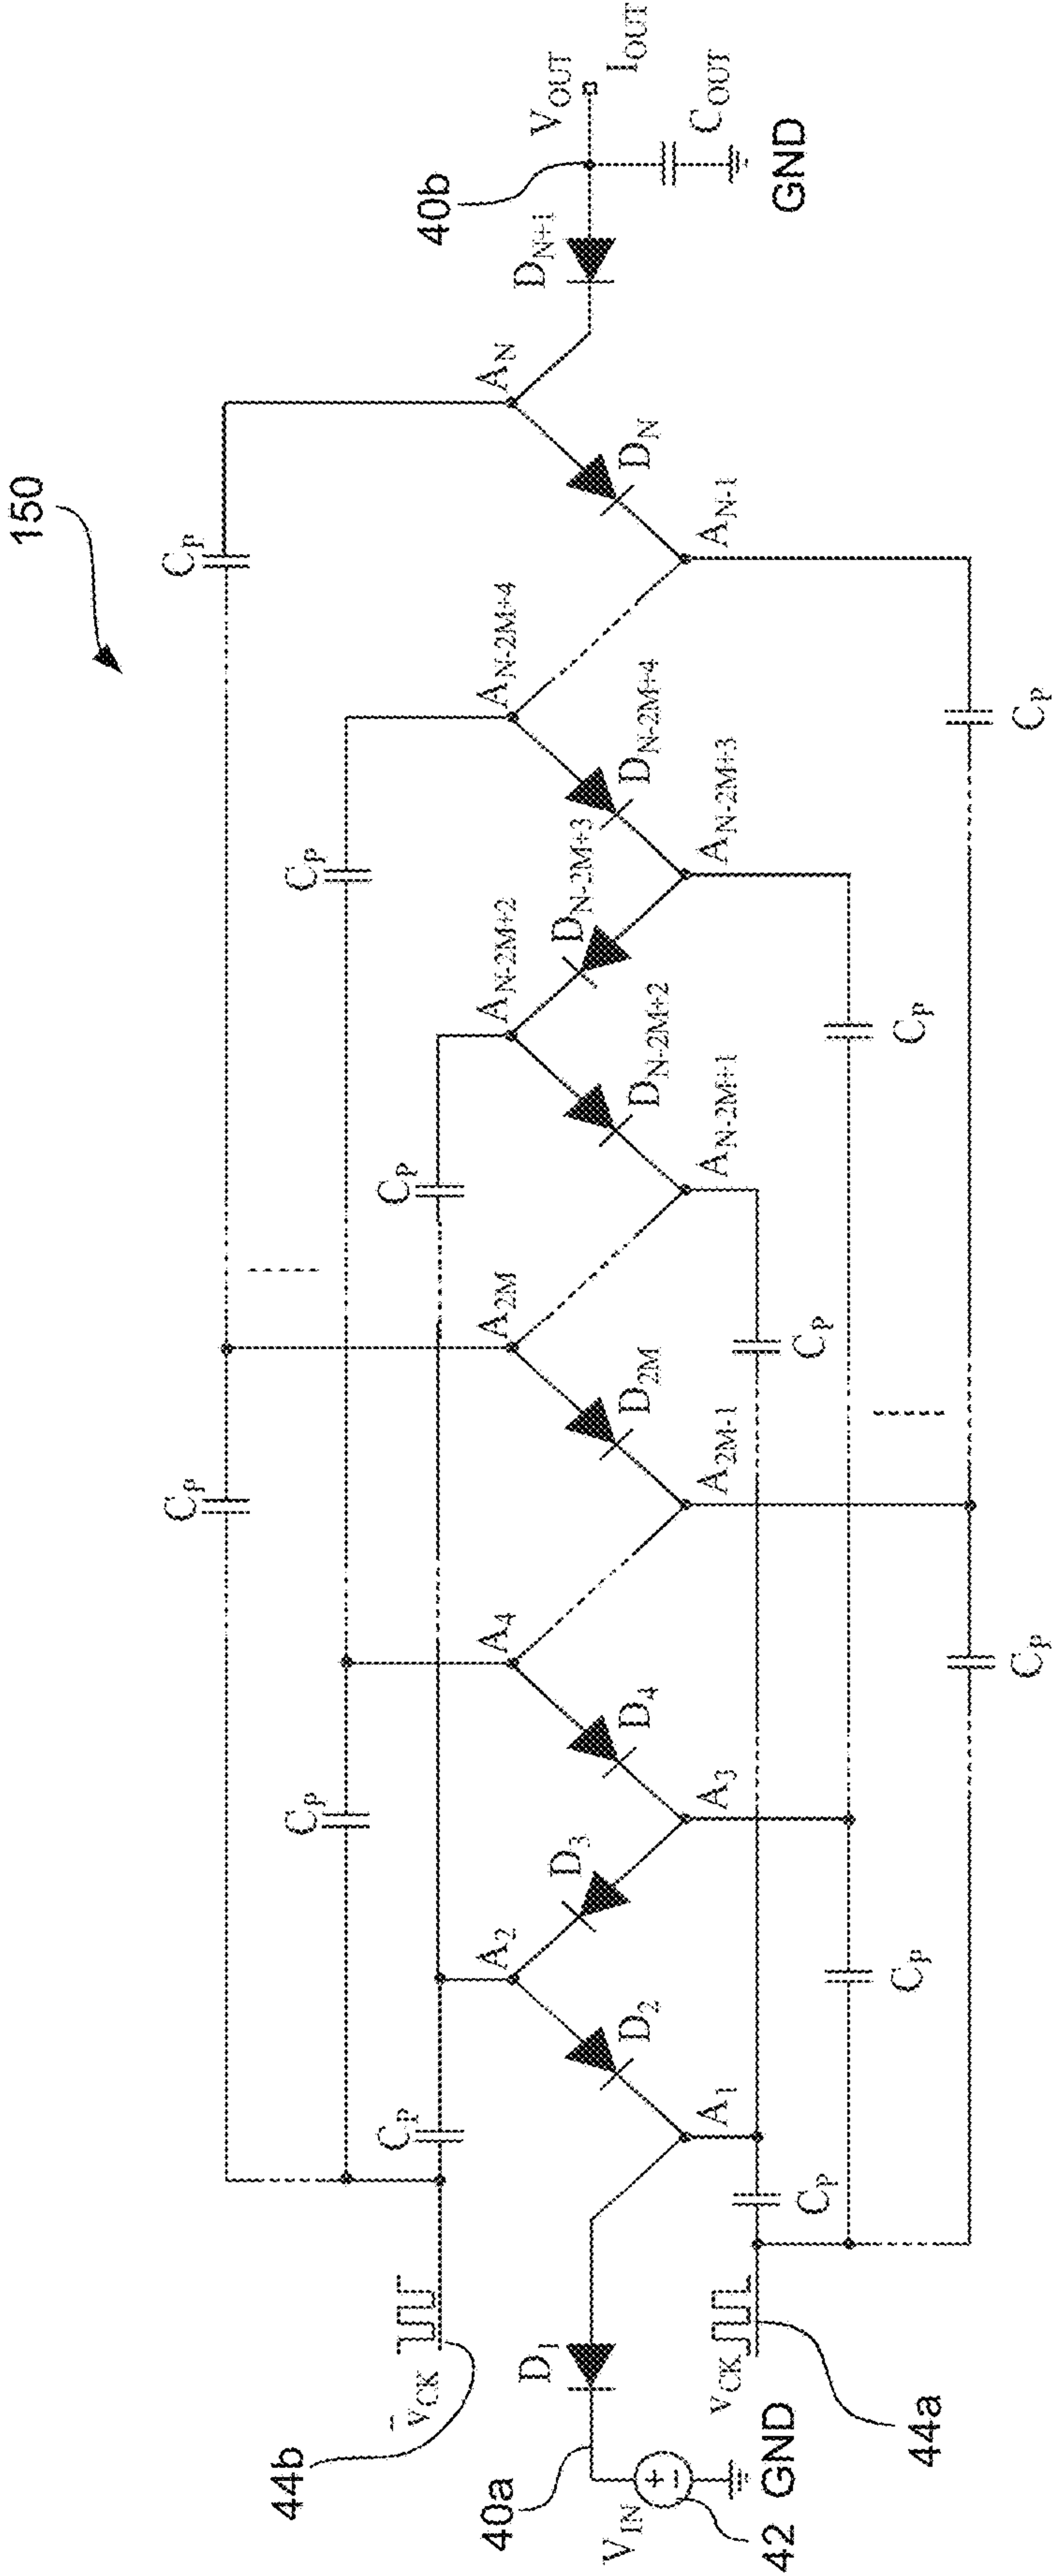 150
C_P
C_P
C_P
C_P
C_P
C_P
V̄_CK
44b
A_2
A_4
A_2M
A_N-2M+2
A_N-2M+4
A_N
40b
V_OUT
I_OUT
D_1
D_2
D_3
D_4
D_2M
D_N-2M+2
D_N-2M+3
D_N-2M+4
D_N
D_N+1
C_OUT
GND
40a
V_IN
42
GND
A_1
A_3
A_2M-1
A_N-2M+1
A_N-2M+3
A_N-1
V_CK
44a
C_P
C_P
C_P
C_P
C_P
C_P